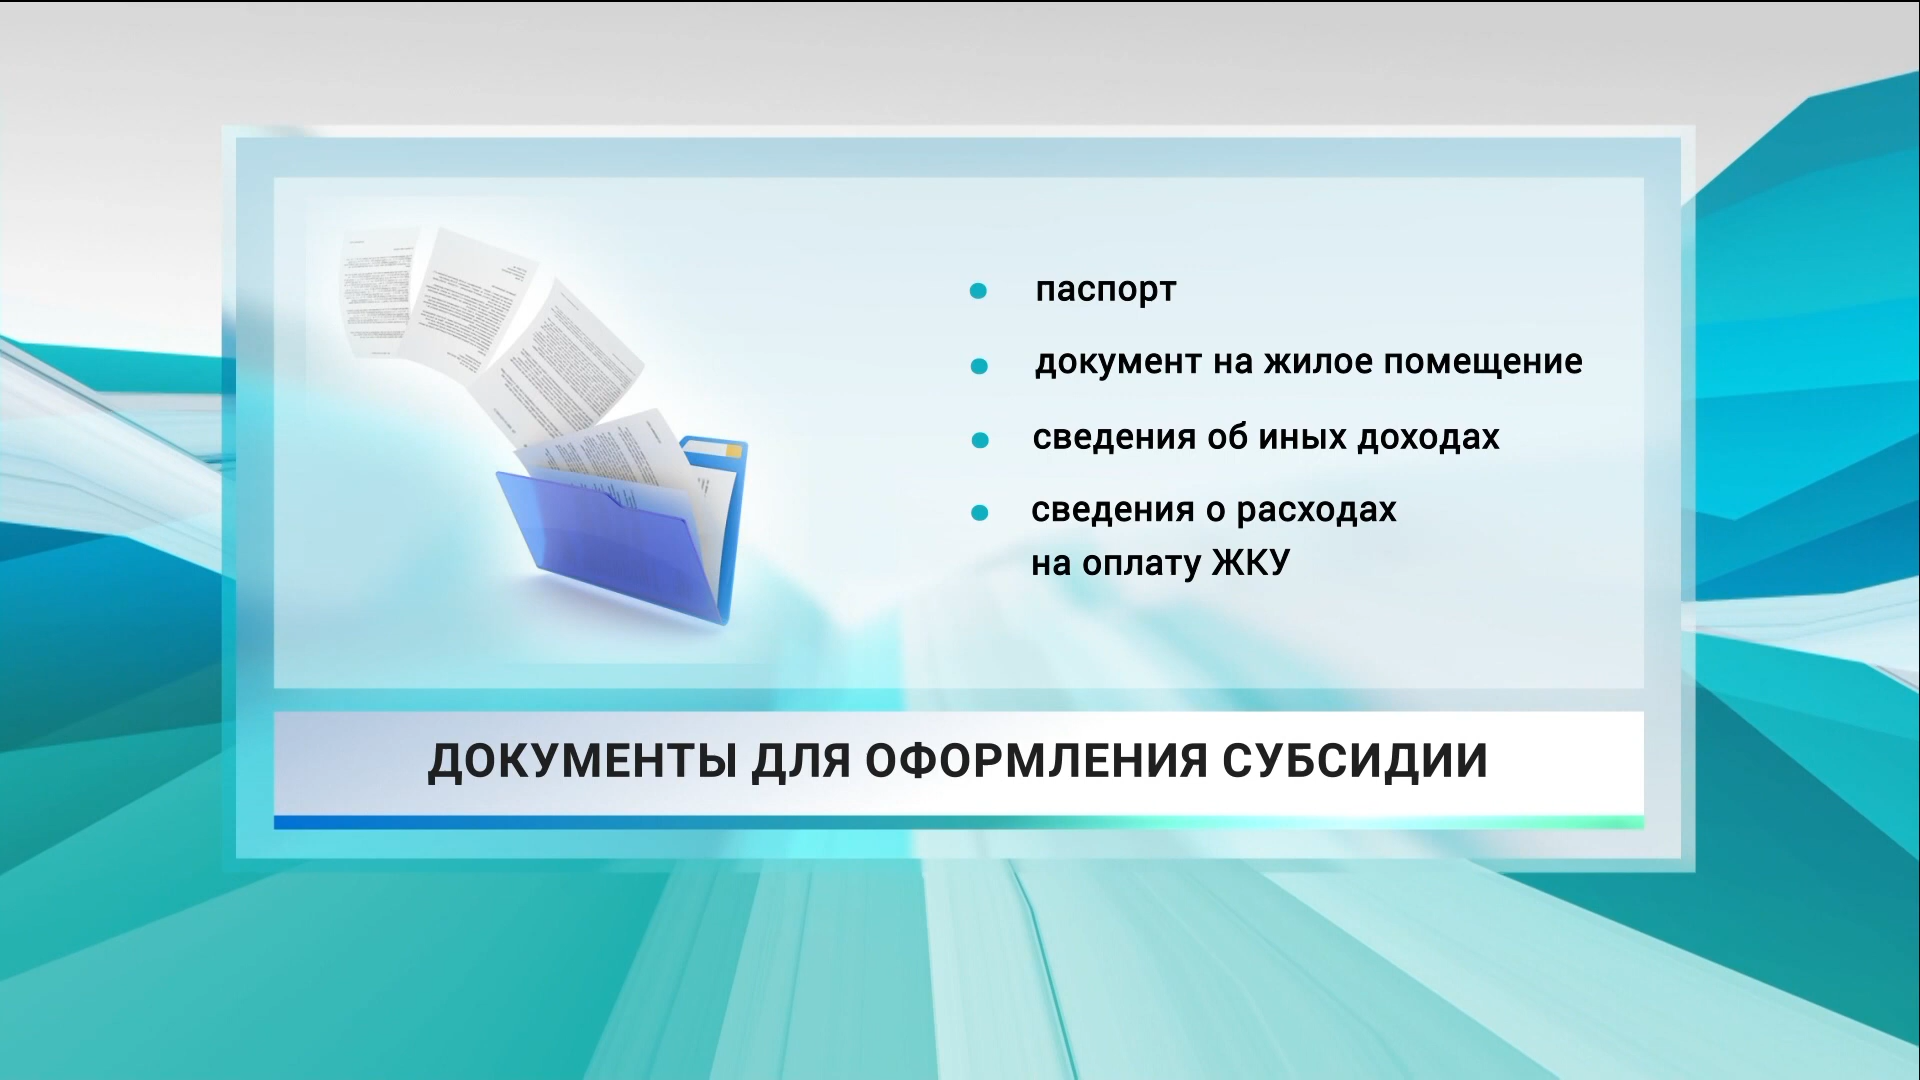 паспорт
документ на жилое помещение
сведения об иных доходах
сведения о расходах
на оплату ЖКУ
ДОКУМЕНТЫ ДЛЯ ОФОРМЛЕНИЯ СУБСИДИИ